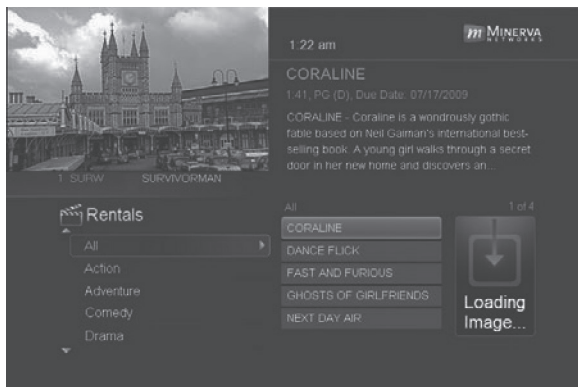 1:22 am
m MINERVA
NETWORKS
CORALINE
1:41, PG (D), Due Date: 07/17/2009
CORALINE - Coraline is a wondrously gothic
fable based on Neil Gaiman's international best-
selling book. A young girl walks through a secret
door in her new home and discovers an...
1 SURW SURVIVORMAN
Rentals
All
Action
Adventure
Comedy
Drama
All 1 of 4
CORALINE
DANCE FLICK
FAST AND FURIOUS
GHOSTS OF GIRLFRIENDS
NEXT DAY AIR
Loading
Image...